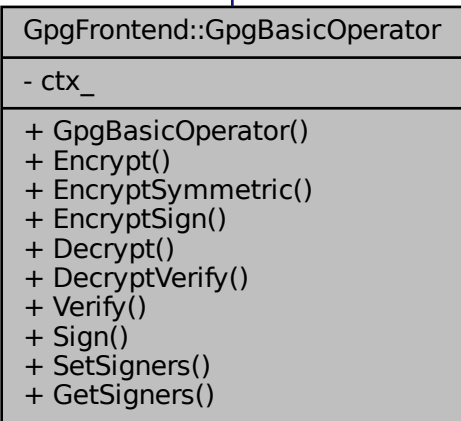 GpgFrontend::GpgBasicOperator
- ctx_
+ GpgBasicOperator()
+ Encrypt()
+ EncryptSymmetric()
+ EncryptSign()
+ Decrypt()
+ DecryptVerify()
+ Verify()
+ Sign()
+ SetSigners()
+ GetSigners()